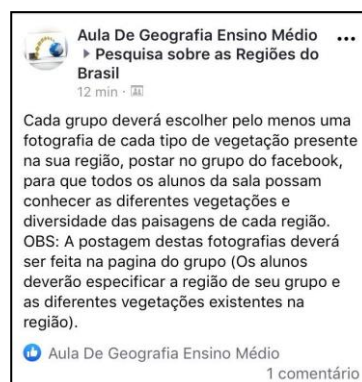 Aula De Geografia Ensino Médio ...
▸ Pesquisa sobre as Regiões do
Brasil
12 min ·
Cada grupo deverá escolher pelo menos uma
fotografia de cada tipo de vegetação presente
na sua região, postar no grupo do facebook,
para que todos os alunos da sala possam
conhecer as diferentes vegetações e
diversidade das paisagens de cada região.
OBS: A postagem destas fotografias deverá
ser feita na pagina do grupo (Os alunos
deverão especificar a região de seu grupo e
as diferentes vegetações existentes na
região).
Aula De Geografia Ensino Médio
1 comentário